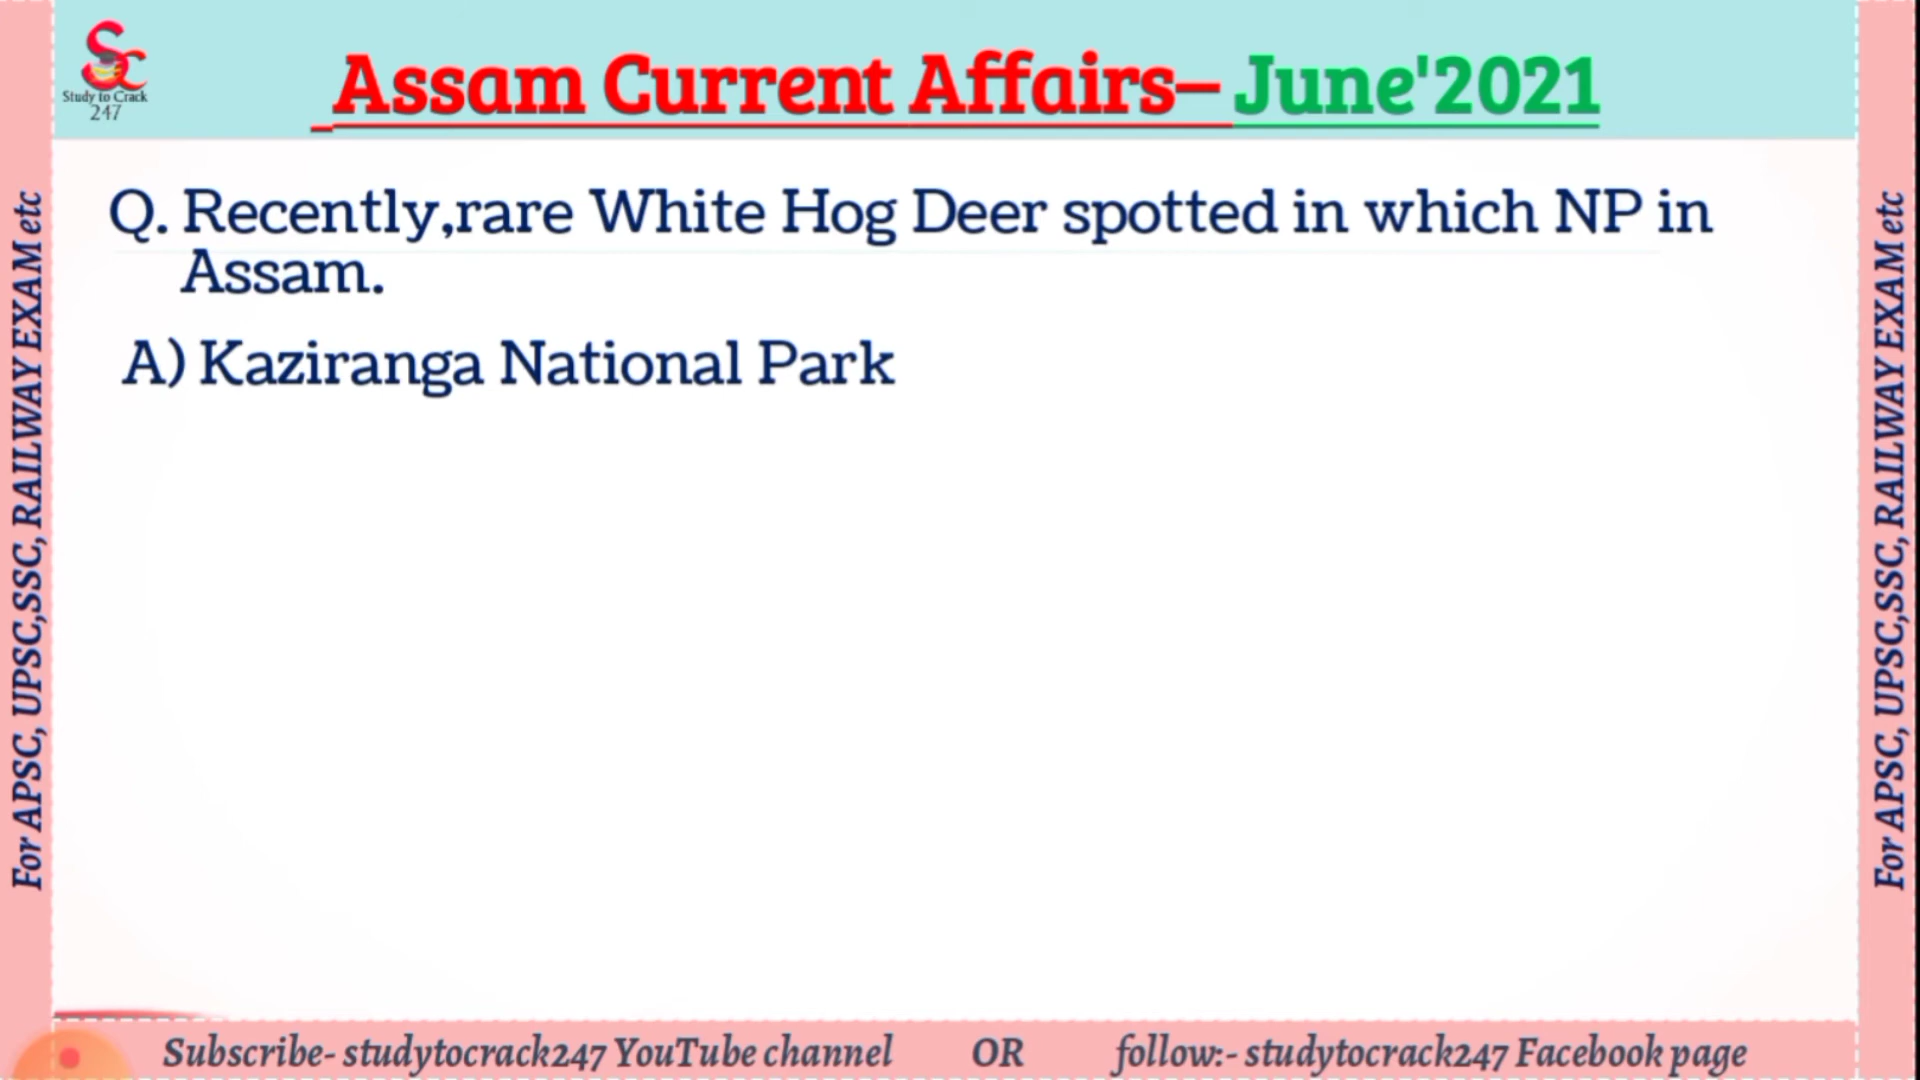 Study to Crack
247
Assam Current Affairs– June'2021
Q. Recently,rare White Hog Deer spotted in which NP in
Assam.
A) Kaziranga National Park
For APSC, UPSC,SSC, RAILWAY EXAM etc
For APSC, UPSC,SSC, RAILWAY EXAM etc
Subscribe- studytocrack247 YouTube channel OR follow:- studytocrack247 Facebook page